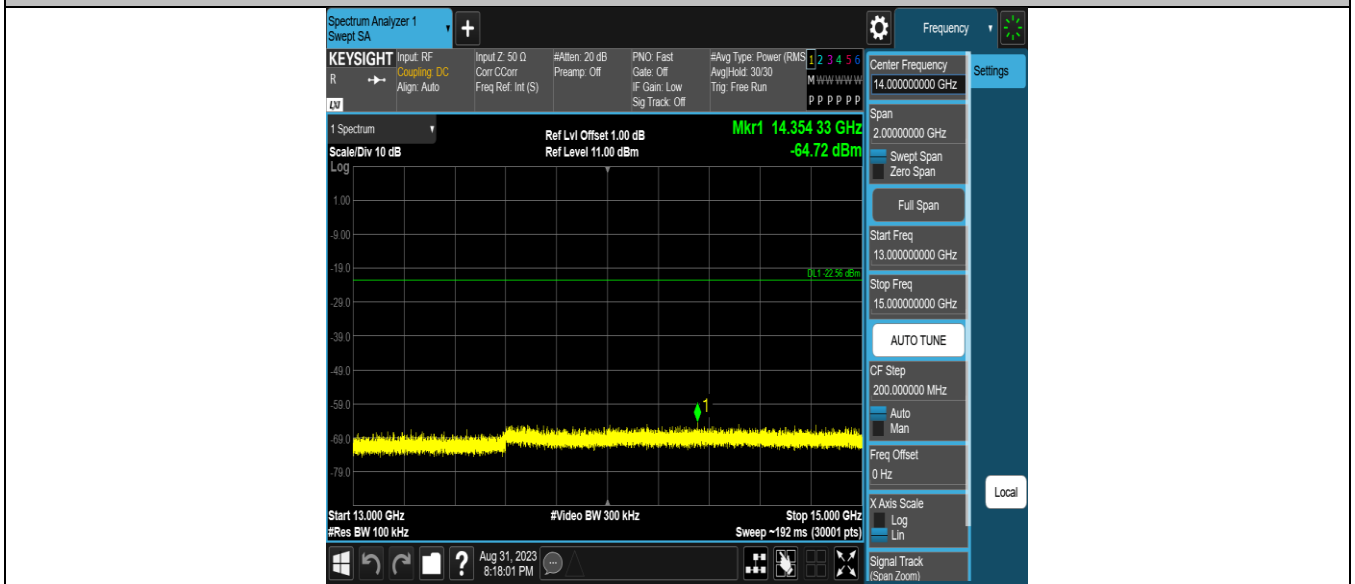 Spectrum Analyzer 1
Swept SA
+
Frequency
KEYSIGHT
R
LXI
Input: RF
Coupling: DC
Align: Auto
Input Z: 50 Ω
Corr CCorr
Freq Ref: Int (S)
#Atten: 20 dB
Preamp: Off
PNO: Fast
Gate: Off
IF Gain: Low
Sig Track: Off
#Avg Type: Power (RMS
Avg|Hold: 30/30
Trig: Free Run
1 2 3 4 5 6
M W W W W W
P P P P P P
1 Spectrum
Scale/Div 10 dB
Log
Ref Lvl Offset 1.00 dB
Ref Level 11.00 dBm
Mkr1 14.354 33 GHz
-64.72 dBm
1.00
-9.00
-19.0
-29.0
-39.0
-49.0
-59.0
-69.0
-79.0
DL1 -22.56 dBm
1
Start 13.000 GHz
#Res BW 100 kHz
#Video BW 300 kHz
Stop 15.000 GHz
Sweep ~192 ms (30001 pts)
?
Aug 31, 2023
8:18:01 PM
Center Frequency
14.000000000 GHz
Span
2.00000000 GHz
Swept Span
Zero Span
Full Span
Start Freq
13.000000000 GHz
Stop Freq
15.000000000 GHz
AUTO TUNE
CF Step
200.000000 MHz
Auto
Man
Freq Offset
0 Hz
X Axis Scale
Log
Lin
Signal Track
(Span Zoom)
Settings
Local